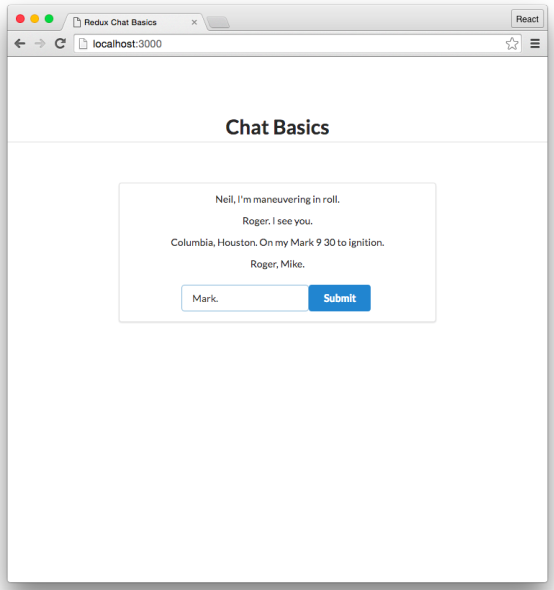 Redux Chat Basics
React
localhost:3000
Chat Basics
Neil, I'm maneuvering in roll.
Roger. I see you.
Columbia, Houston. On my Mark 9 30 to ignition.
Roger, Mike.
Mark.
Submit